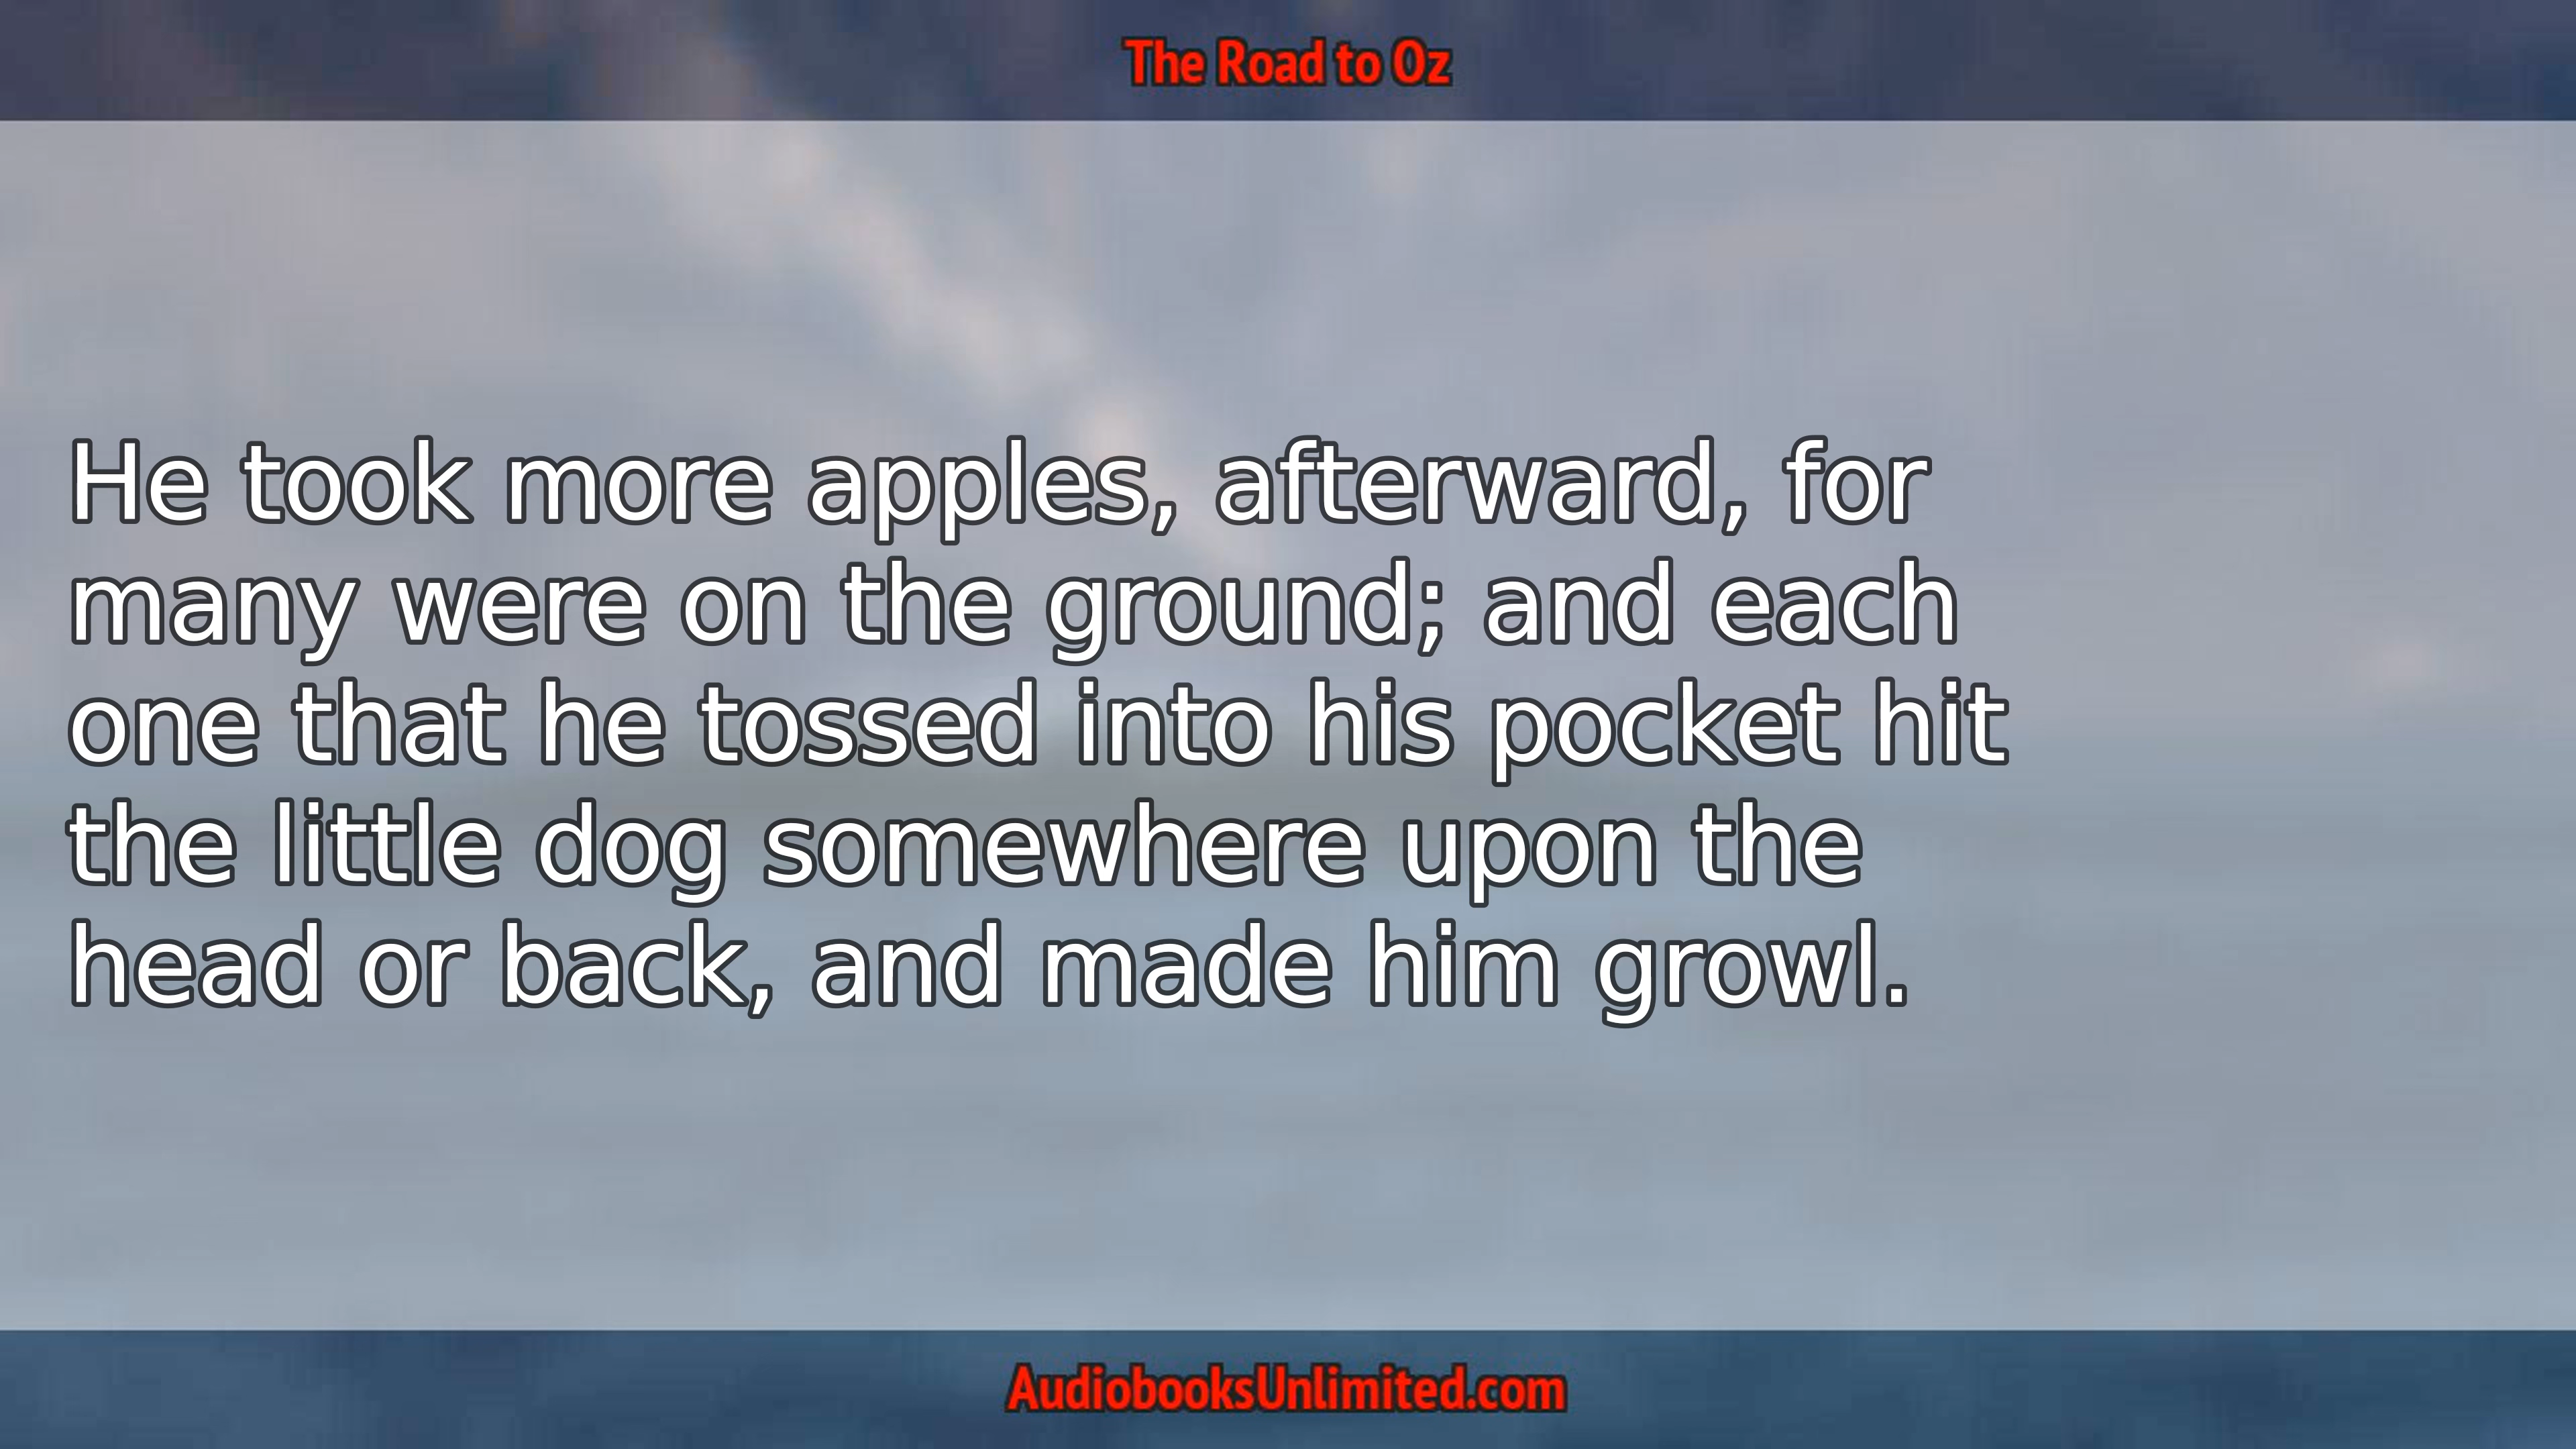 The Road to Oz
He took more apples, afterward, for
many were on the ground; and each
one that he tossed into his pocket hit
the little dog somewhere upon the
head or back, and made him growl.
AudiobooksUnlimited.com